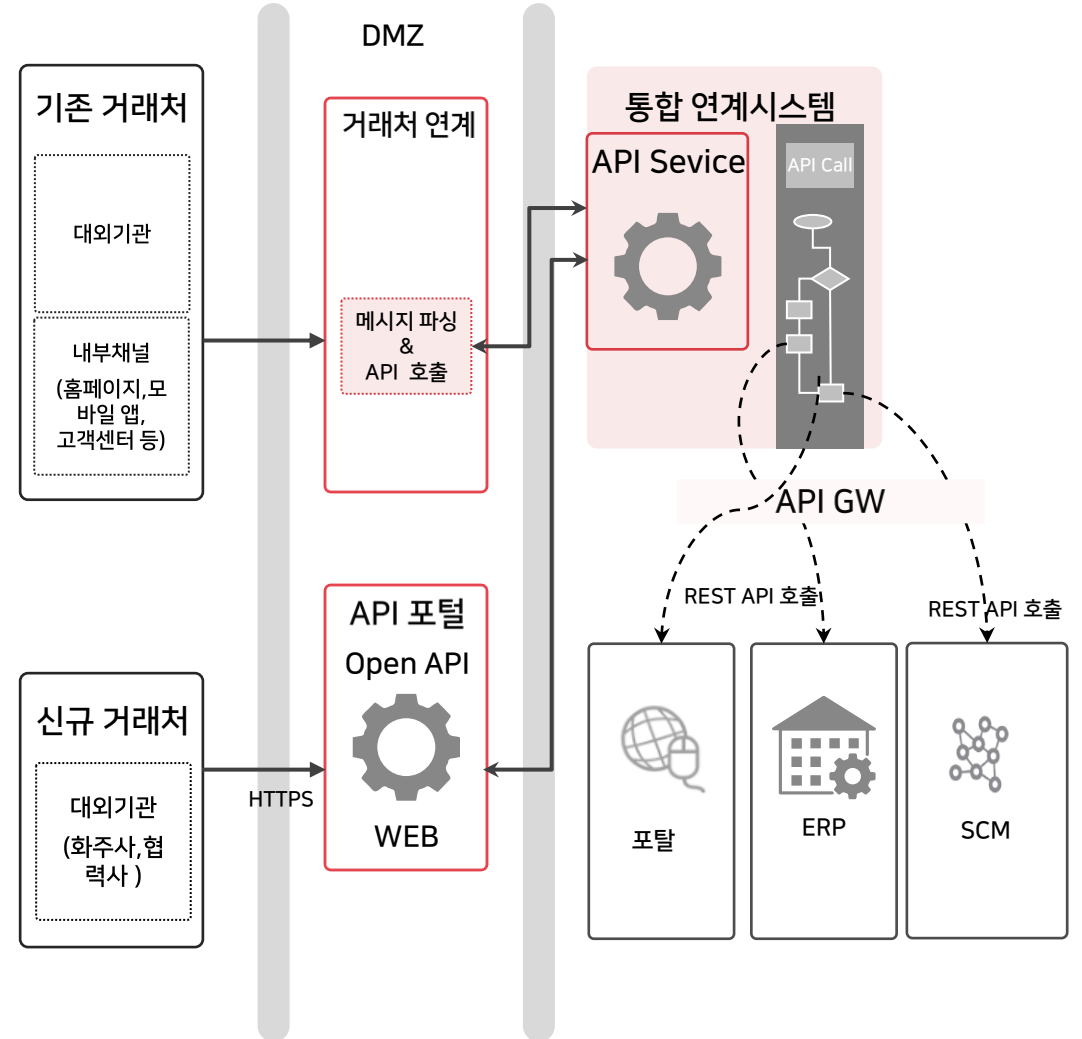 DMZ
기존 거래처
대외기관
내부채널
(홈페이지,모
바일 앱,
고객센터 등)
거래처 연계
메시지 파싱
&
API 호출
통합 연계시스템
API Sevice
API Call
API GW
REST API 호출
REST API 호출
신규 거래처
대외기관
(화주사,협
력사 )
HTTPS
API 포털
Open API
WEB
포탈
ERP
SCM